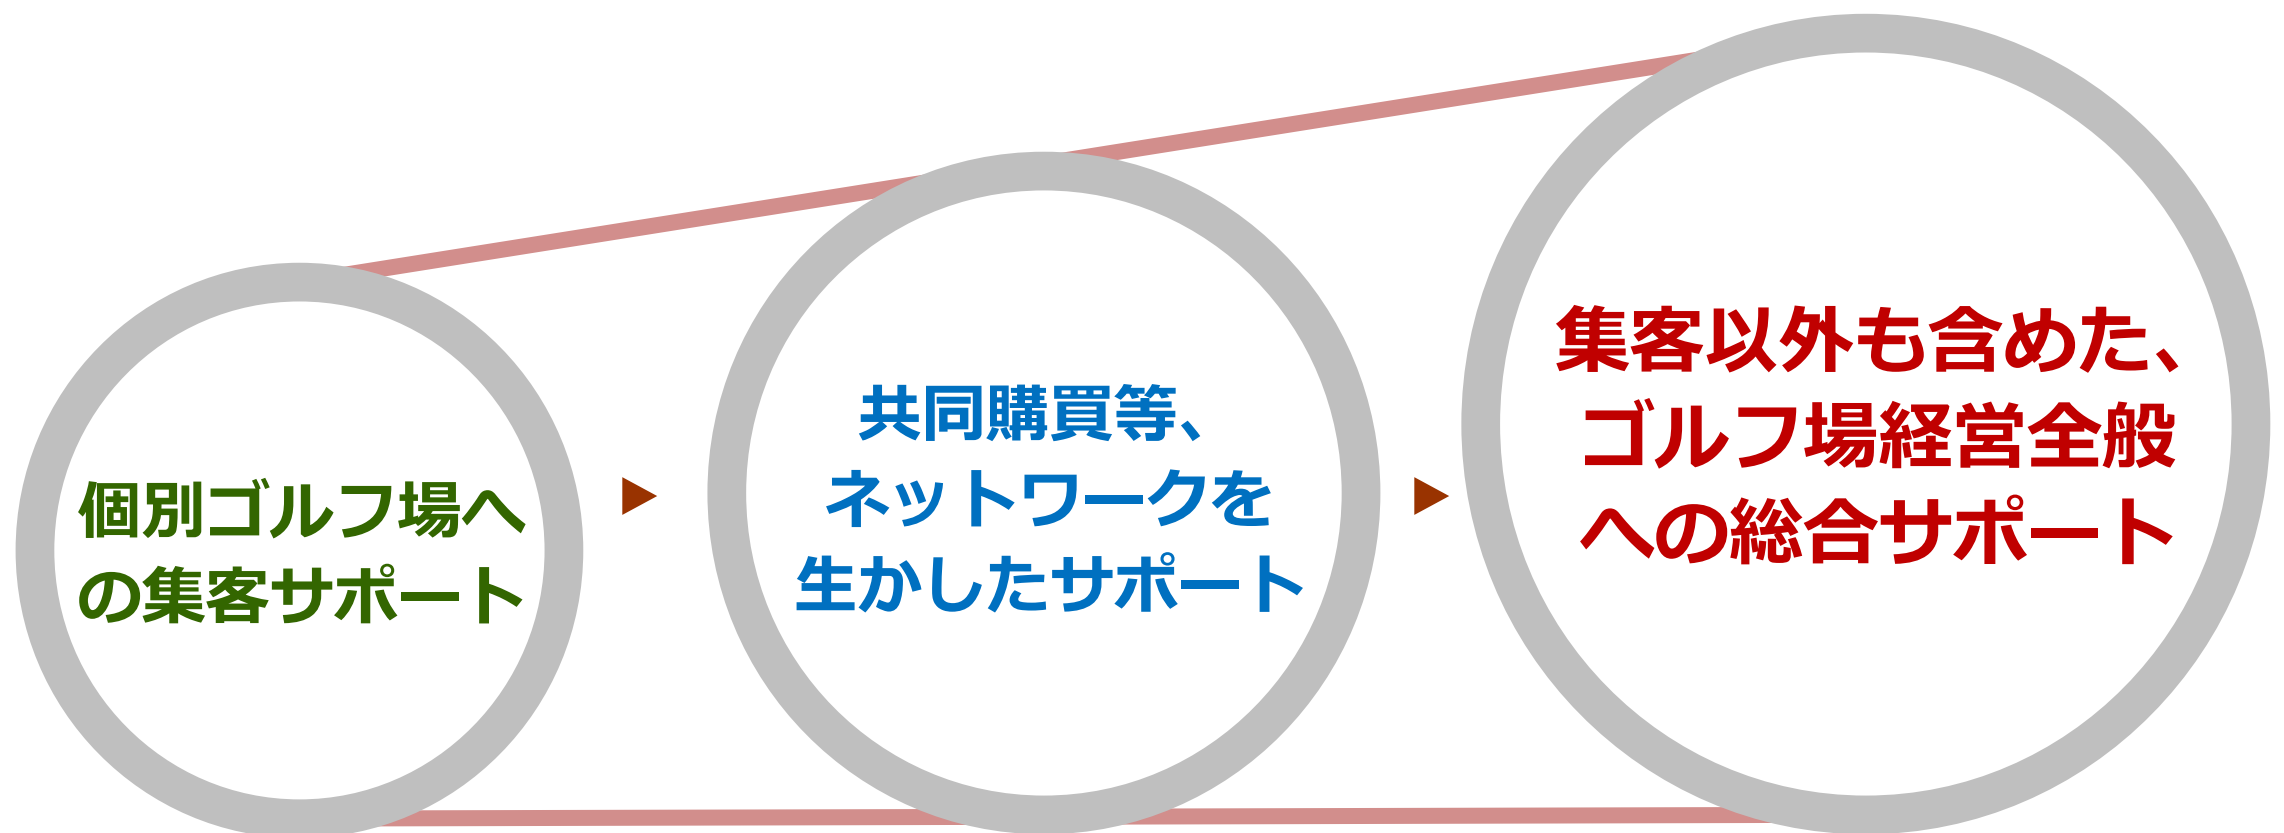 個別ゴルフ場へ
の集客サポート
共同購買等、
ネットワークを
生かしたサポート
集客以外も含めた、
ゴルフ場経営全般
への総合サポート